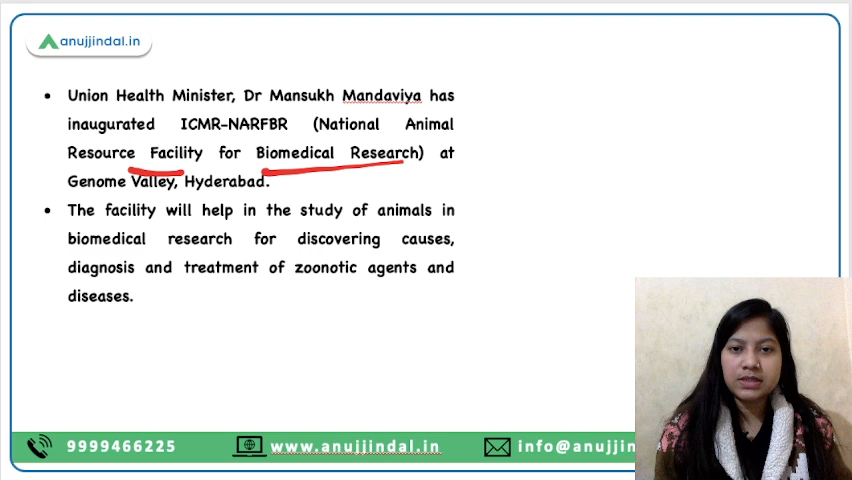 anujjindal.in
• Union Health Minister, Dr Mansukh Mandaviya has
inaugurated ICMR-NARFBR (National Animal
Resource Facility for Biomedical Research) at
Genome Valley, Hyderabad.
• The facility will help in the study of animals in
biomedical research for discovering causes,
diagnosis and treatment of zoonotic agents and
diseases.
9999466225 www.anujjindal.in info@anujjin